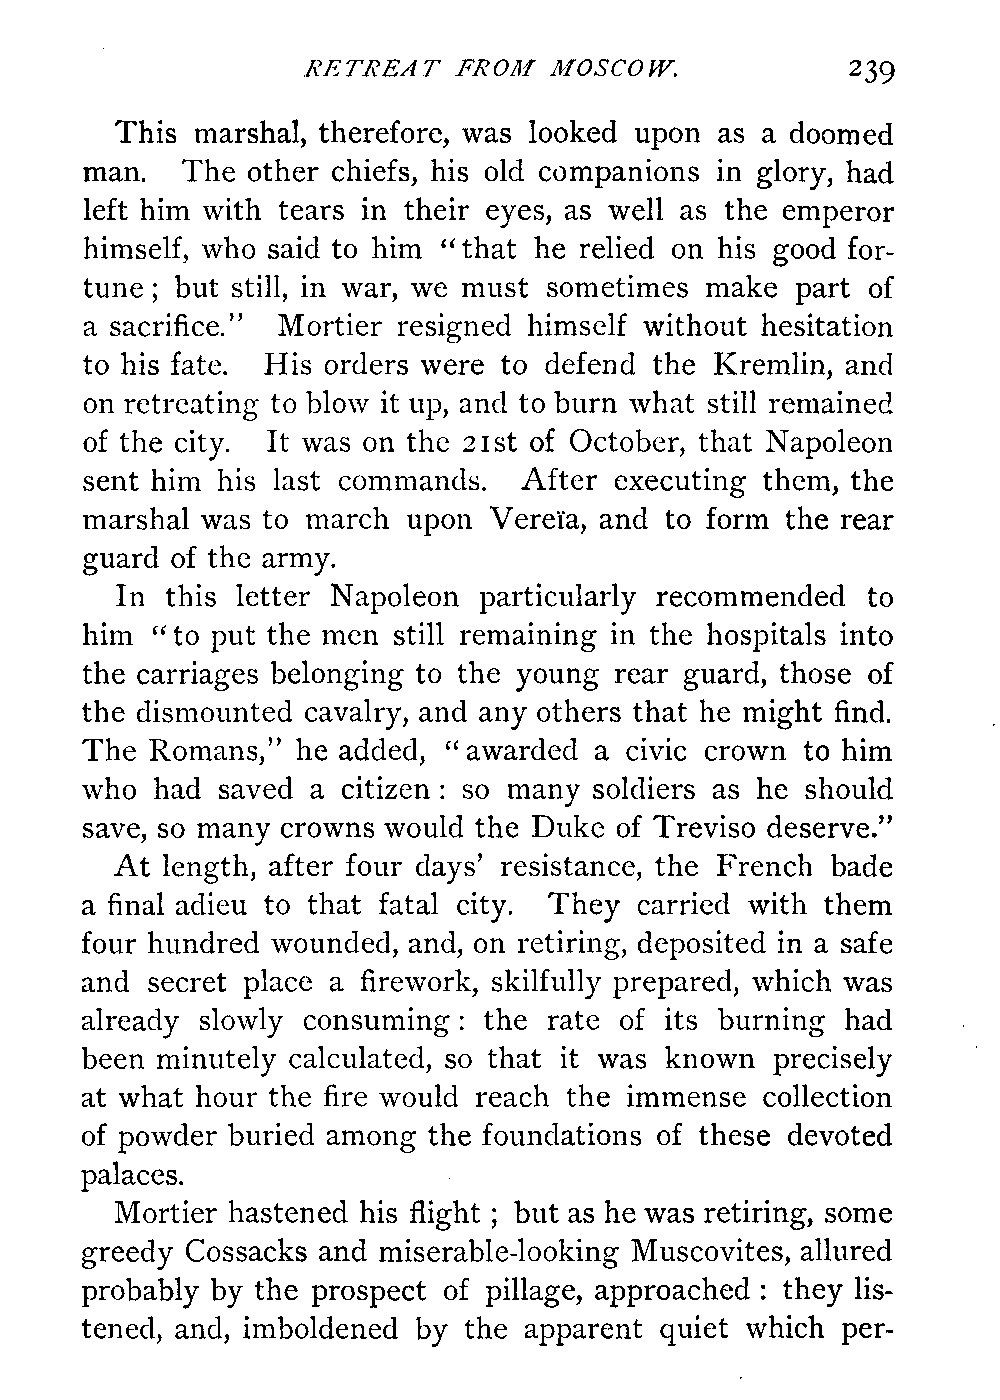 RETREAT FROM MOSCOW. 239
This marshal, therefore, was looked upon as a doomed
man. The other chiefs, his old companions in glory, had
left him with tears in their eyes, as well as the emperor
himself, who said to him "that he relied on his good for-
tune; but still, in war, we must sometimes make part of
a sacrifice." Mortier resigned himself without hesitation
to his fate. His orders were to defend the Kremlin, and
on retreating to blow it up, and to burn what still remained
of the city. It was on the 21st of October, that Napoleon
sent him his last commands. After executing them, the
marshal was to march upon Vereïa, and to form the rear
guard of the army.
In this letter Napoleon particularly recommended to
him "to put the men still remaining in the hospitals into
the carriages belonging to the young rear guard, those of
the dismounted cavalry, and any others that he might find.
The Romans," he added, "awarded a civic crown to him
who had saved a citizen: so many soldiers as he should
save, so many crowns would the Duke of Treviso deserve."
At length, after four days' resistance, the French bade
a final adieu to that fatal city. They carried with them
four hundred wounded, and, on retiring, deposited in a safe
and secret place a firework, skilfully prepared, which was
already slowly consuming: the rate of its burning had
been minutely calculated, so that it was known precisely
at what hour the fire would reach the immense collection
of powder buried among the foundations of these devoted
palaces.
Mortier hastened his flight; but as he was retiring, some
greedy Cossacks and miserable-looking Muscovites, allured
probably by the prospect of pillage, approached: they lis-
tened, and, imboldened by the apparent quiet which per-